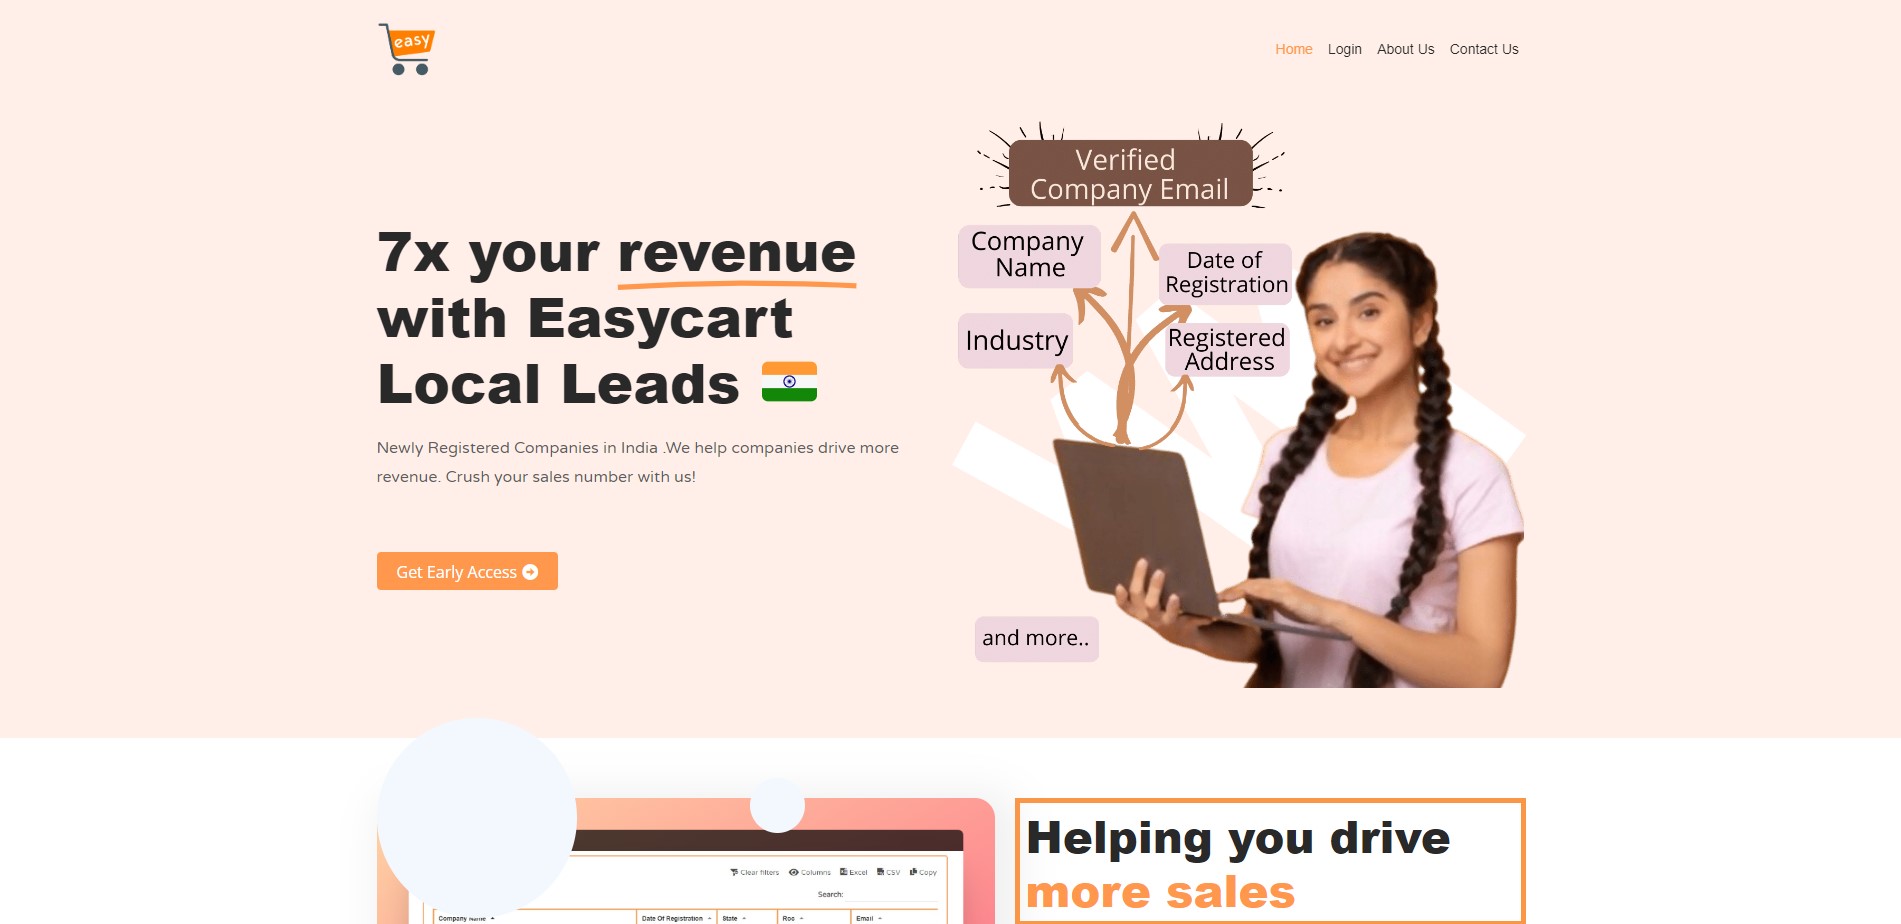 easy
Home Login About Us Contact Us
Verified
Company Email
Company
Name
Date of
Registration
Industry
Registered
Address
and more..
7x your revenue
with Easycart
Local Leads
Newly Registered Companies in India .We help companies drive more
revenue. Crush your sales number with us!
Get Early Access
Clear filters Columns Excel CSV Copy
Search:
Company Name Date Of Registration State Roc Email
Helping you drive
more sales